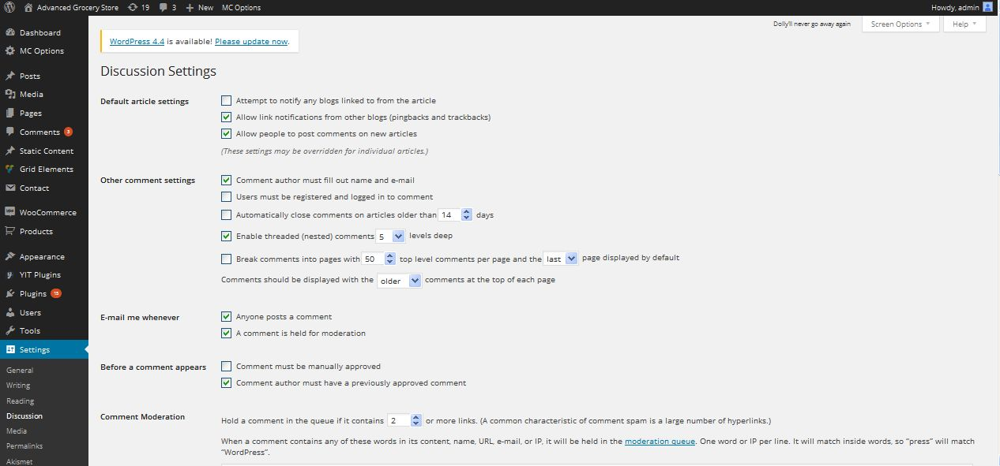 Advanced Grocery Store 19 3 + New MC Options Howdy, admin
Dashboard
MC Options
Posts
Media
Pages
Comments 3
Static Content
Grid Elements
Contact
WooCommerce
Products
Appearance
YIT Plugins
Plugins 15
Users
Tools
Settings
General
Writing
Reading
Discussion
Media
Permalinks
Akismet
Dolly'll never go away again Screen Options Help
WordPress 4.4 is available! Please update now.
Discussion Settings
Default article settings
Attempt to notify any blogs linked to from the article
Allow link notifications from other blogs (pingbacks and trackbacks)
Allow people to post comments on new articles
(These settings may be overridden for individual articles.)
Other comment settings
Comment author must fill out name and e-mail
Users must be registered and logged in to comment
Automatically close comments on articles older than 14 days
Enable threaded (nested) comments 5 levels deep
Break comments into pages with 50 top level comments per page and the last page displayed by default
Comments should be displayed with the older comments at the top of each page
E-mail me whenever
Anyone posts a comment
A comment is held for moderation
Before a comment appears
Comment must be manually approved
Comment author must have a previously approved comment
Comment Moderation
Hold a comment in the queue if it contains 2 or more links. (A common characteristic of comment spam is a large number of hyperlinks.)
When a comment contains any of these words in its content, name, URL, e-mail, or IP, it will be held in the moderation queue. One word or IP per line. It will match inside words, so “press” will match
“WordPress”.